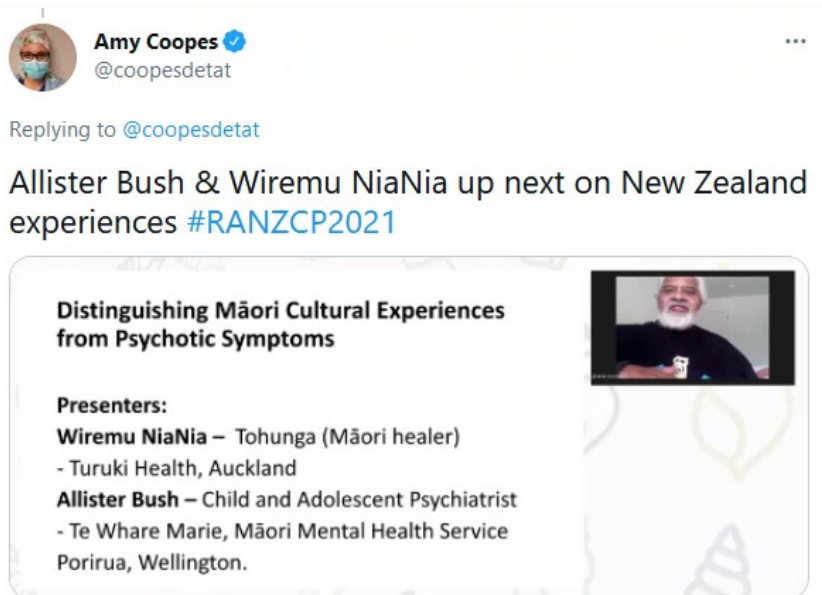 Amy Coopes
@coopesdetat
Replying to @coopesdetat
Allister Bush & Wiremu NiaNia up next on New Zealand
experiences #RANZCP2021
Distinguishing Māori Cultural Experiences
from Psychotic Symptoms
Presenters:
Wiremu NiaNia – Tohunga (Māori healer)
- Turuki Health, Auckland
Allister Bush – Child and Adolescent Psychiatrist
- Te Whare Marie, Māori Mental Health Service
Porirua, Wellington.